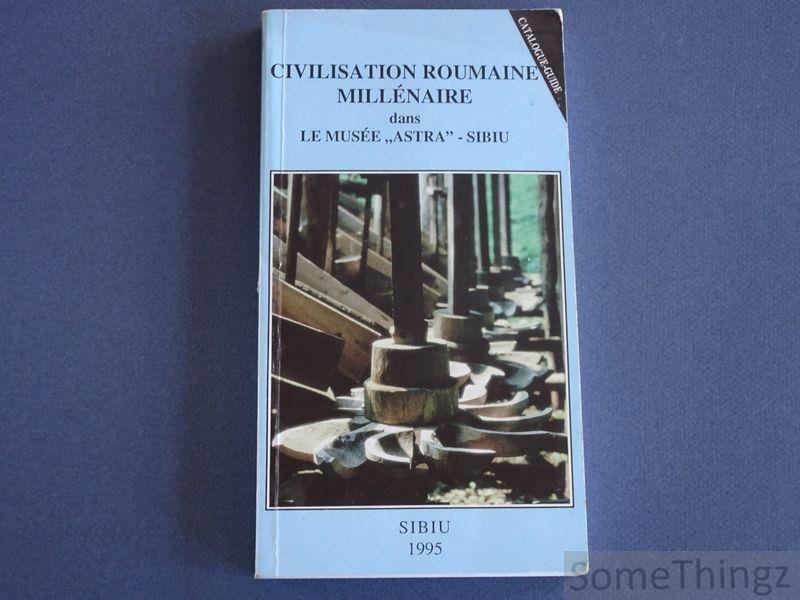 CATALOGUE-GUIDE
CIVILISATION ROUMAINE
MILLÉNAIRE
dans
LE MUSÉE „ASTRA” - SIBIU
SIBIU
1995
SomeThingz